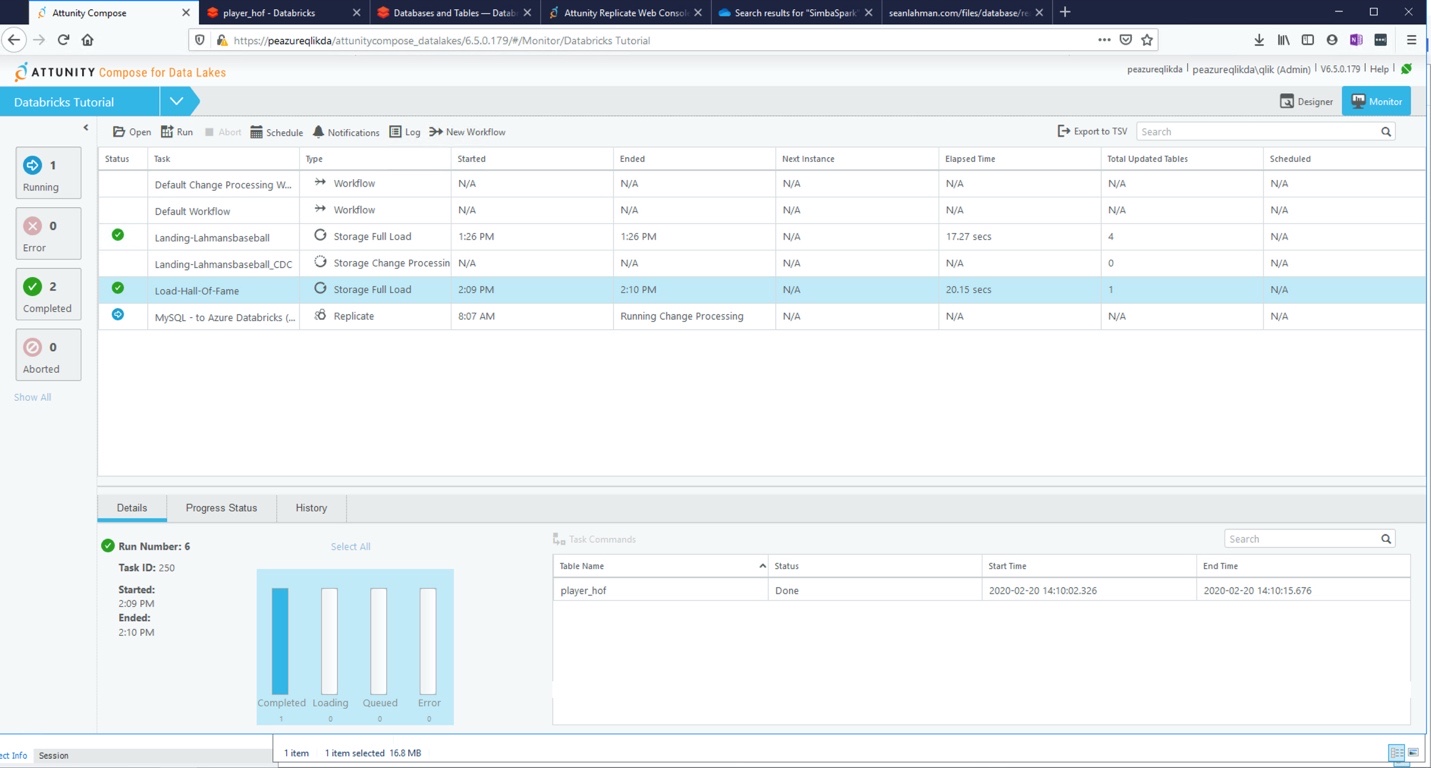 Attunity Compose
player_hof - Databricks
Databases and Tables — Datab
Attunity Replicate Web Conso
Search results for "SimbaSpark
seanlahman.com/files/database/re
https://peazureqlikda/attunitycompose_datalakes/6.5.0.179/#/Monitor/Databricks Tutorial
ATTUNITY Compose for Data Lakes
peazureqlikda | peazureqlikda\qlik (Admin) | V6.5.0.179 | Help |
Databricks Tutorial
Designer
Monitor
Open Run Abort Schedule Notifications Log New Workflow
Export to TSV
Search
1
Running
0
Error
2
Completed
0
Aborted
Show All
Status Task Type Started Ended Next Instance Elapsed Time Total Updated Tables Scheduled
Default Change Processing W... Workflow N/A N/A N/A N/A N/A N/A
Default Workflow Workflow N/A N/A N/A N/A N/A N/A
Landing-Lahmansbaseball Storage Full Load 1:26 PM 1:26 PM N/A 17.27 secs 4 N/A
Landing-Lahmansbaseball_CDC Storage Change Processin N/A N/A N/A N/A 0 N/A
Load-Hall-Of-Fame Storage Full Load 2:09 PM 2:10 PM N/A 20.15 secs 1 N/A
MySQL - to Azure Databricks (... Replicate 8:07 AM Running Change Processing N/A N/A N/A N/A
Details Progress Status History
Run Number: 6
Select All
Task ID: 250
Started:
2:09 PM
Ended:
2:10 PM
Completed Loading Queued Error
1 0 0 0
Task Commands
Search
Table Name Status Start Time End Time
player_hof Done 2020-02-20 14:10:02.326 2020-02-20 14:10:15.676
ect Info Session
1 item 1 item selected 16.8 MB